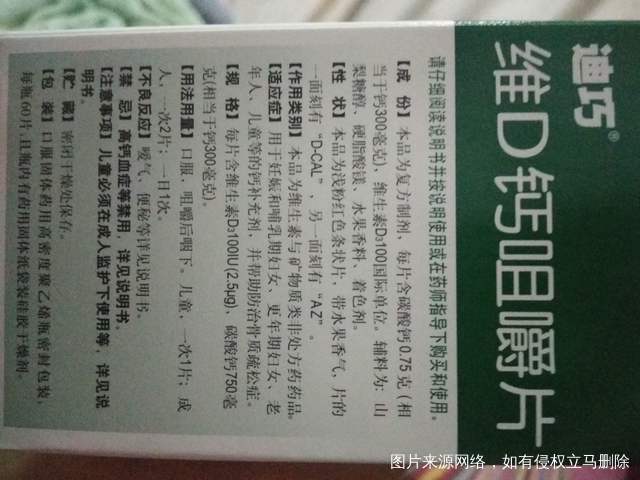 迪巧®
维D钙咀嚼片
请仔细阅读说明书并按说明使用或在药师指导下购买和使用。
【成 份】本品为复方制剂，每片含碳酸钙0.75克(相
当于钙300毫克)，维生素D₃100国际单位。辅料为：山
梨糖醇、硬脂酸镁、水果香料、着色剂。
【性 状】本品为浅粉红色条状片，带水果香气，片的
一面刻有“D-CAL”，另一面刻有“AZ”。
【作用类别】本品为维生素与矿物质类非处方药药品。
【适应症】用于妊娠和哺乳期妇女、更年期妇女、老
年人、儿童等的钙补充剂，并帮助防治骨质疏松症。
【规 格】每片含维生素D₃100IU(2.5μg)，碳酸钙750毫
克(相当于钙300毫克)。
【用法用量】口服，咀嚼后咽下。儿童，一次1片；成
人，一次2片；一日1次。
【不良反应】嗳气、便秘等详见说明书。
【禁 忌】高钙血症等禁用，详见说明书。
【注意事项】儿童必须在成人监护下使用等，详见说
明书。
【贮 藏】密闭干燥处保存。
【包 装】口服固体药用高密度聚乙烯瓶密封包装，
每瓶60片,且瓶内有药用固体纸袋装硅胶干燥剂。
图片来源网络，如有侵权立马删除